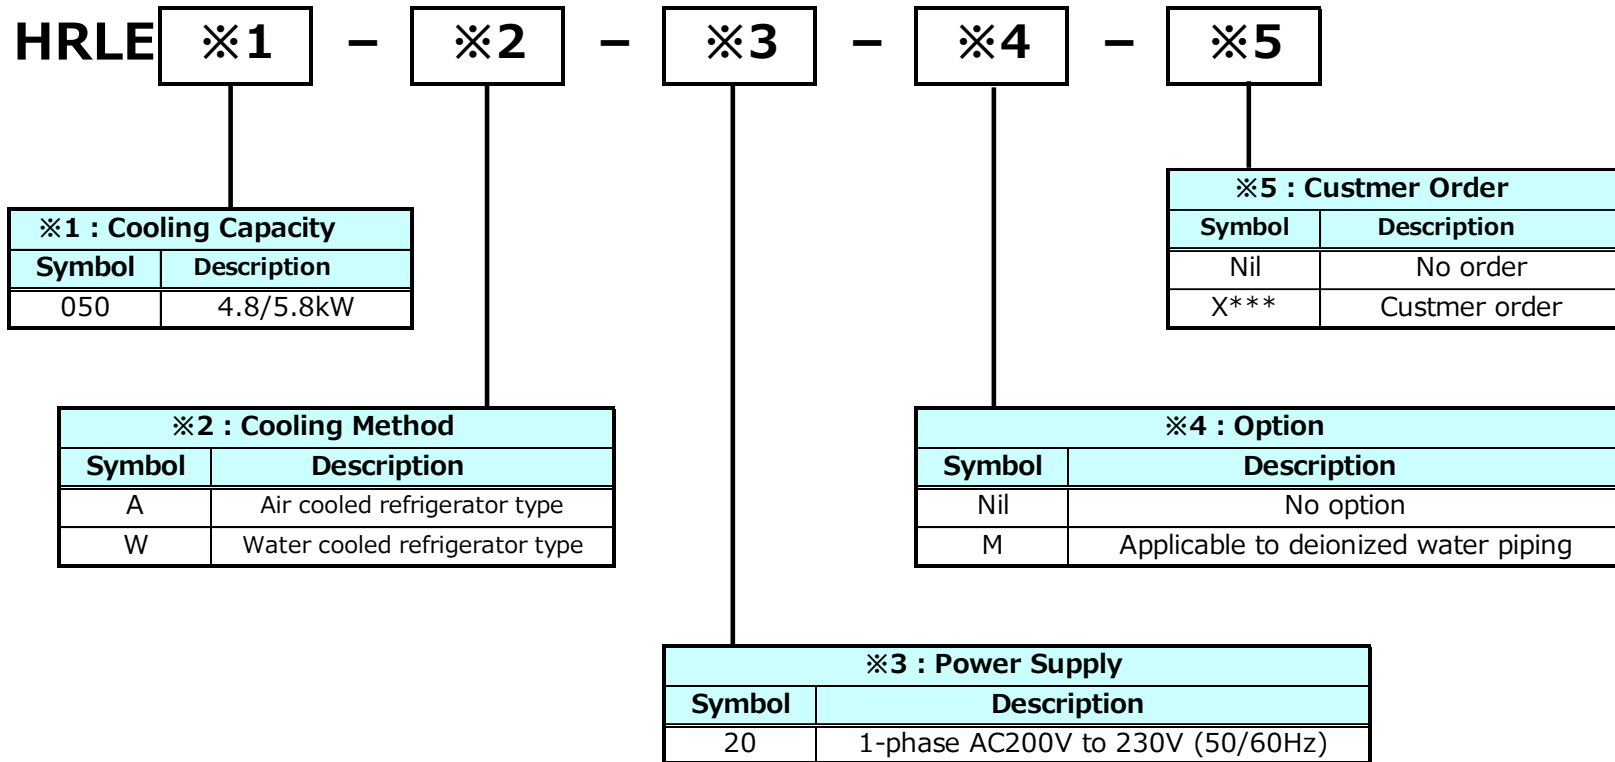 HRLE ※1 – ※2 – ※3 – ※4 – ※5
※5 : Custmer Order
Symbol Description
Nil No order
X*** Custmer order
※1 : Cooling Capacity
Symbol Description
050 4.8/5.8kW
※2 : Cooling Method
Symbol Description
A Air cooled refrigerator type
W Water cooled refrigerator type
※4 : Option
Symbol Description
Nil No option
M Applicable to deionized water piping
※3 : Power Supply
Symbol Description
20 1-phase AC200V to 230V (50/60Hz)